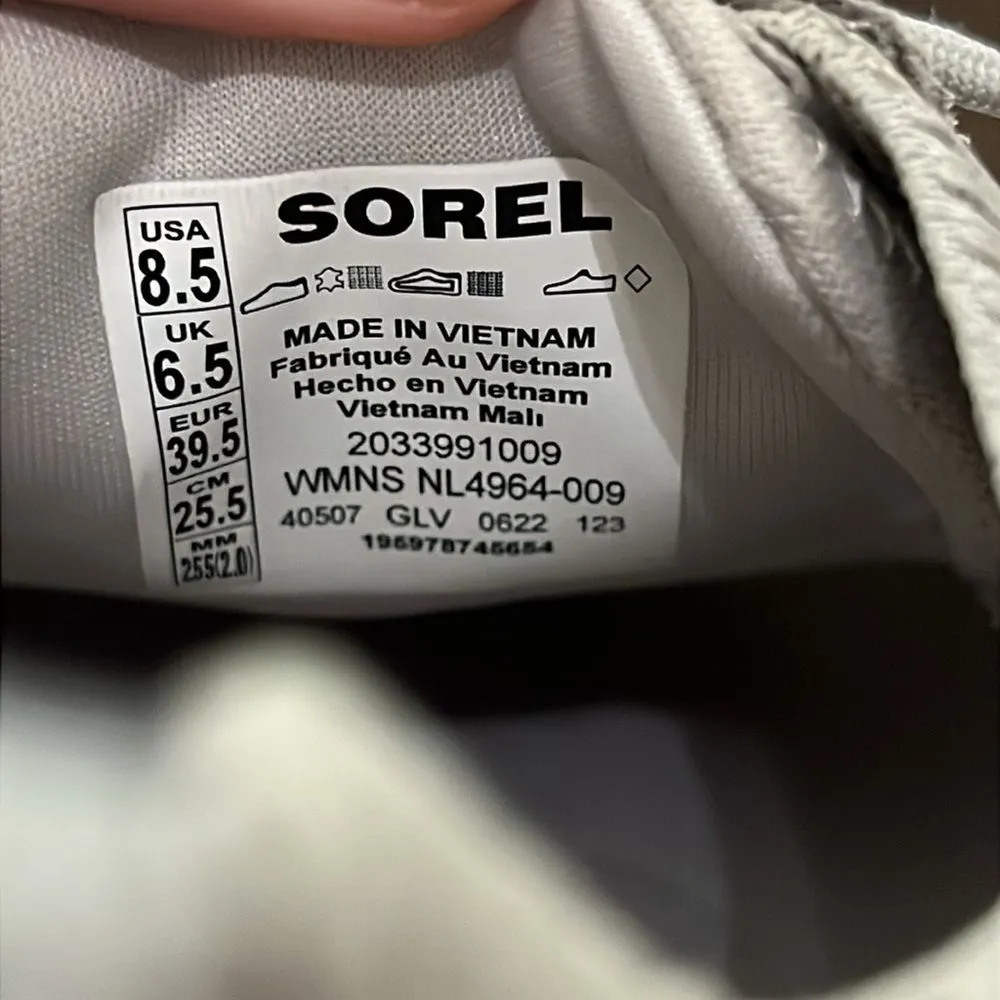 USA
8.5
UK
6.5
EUR
39.5
CM
25.5
MM
255(2.0)
SOREL
MADE IN VIETNAM
Fabriqué Au Vietnam
Hecho en Vietnam
Vietnam Malı
2033991009
WMNS NL4964-009
40507 GLV 0622 123
195978745654